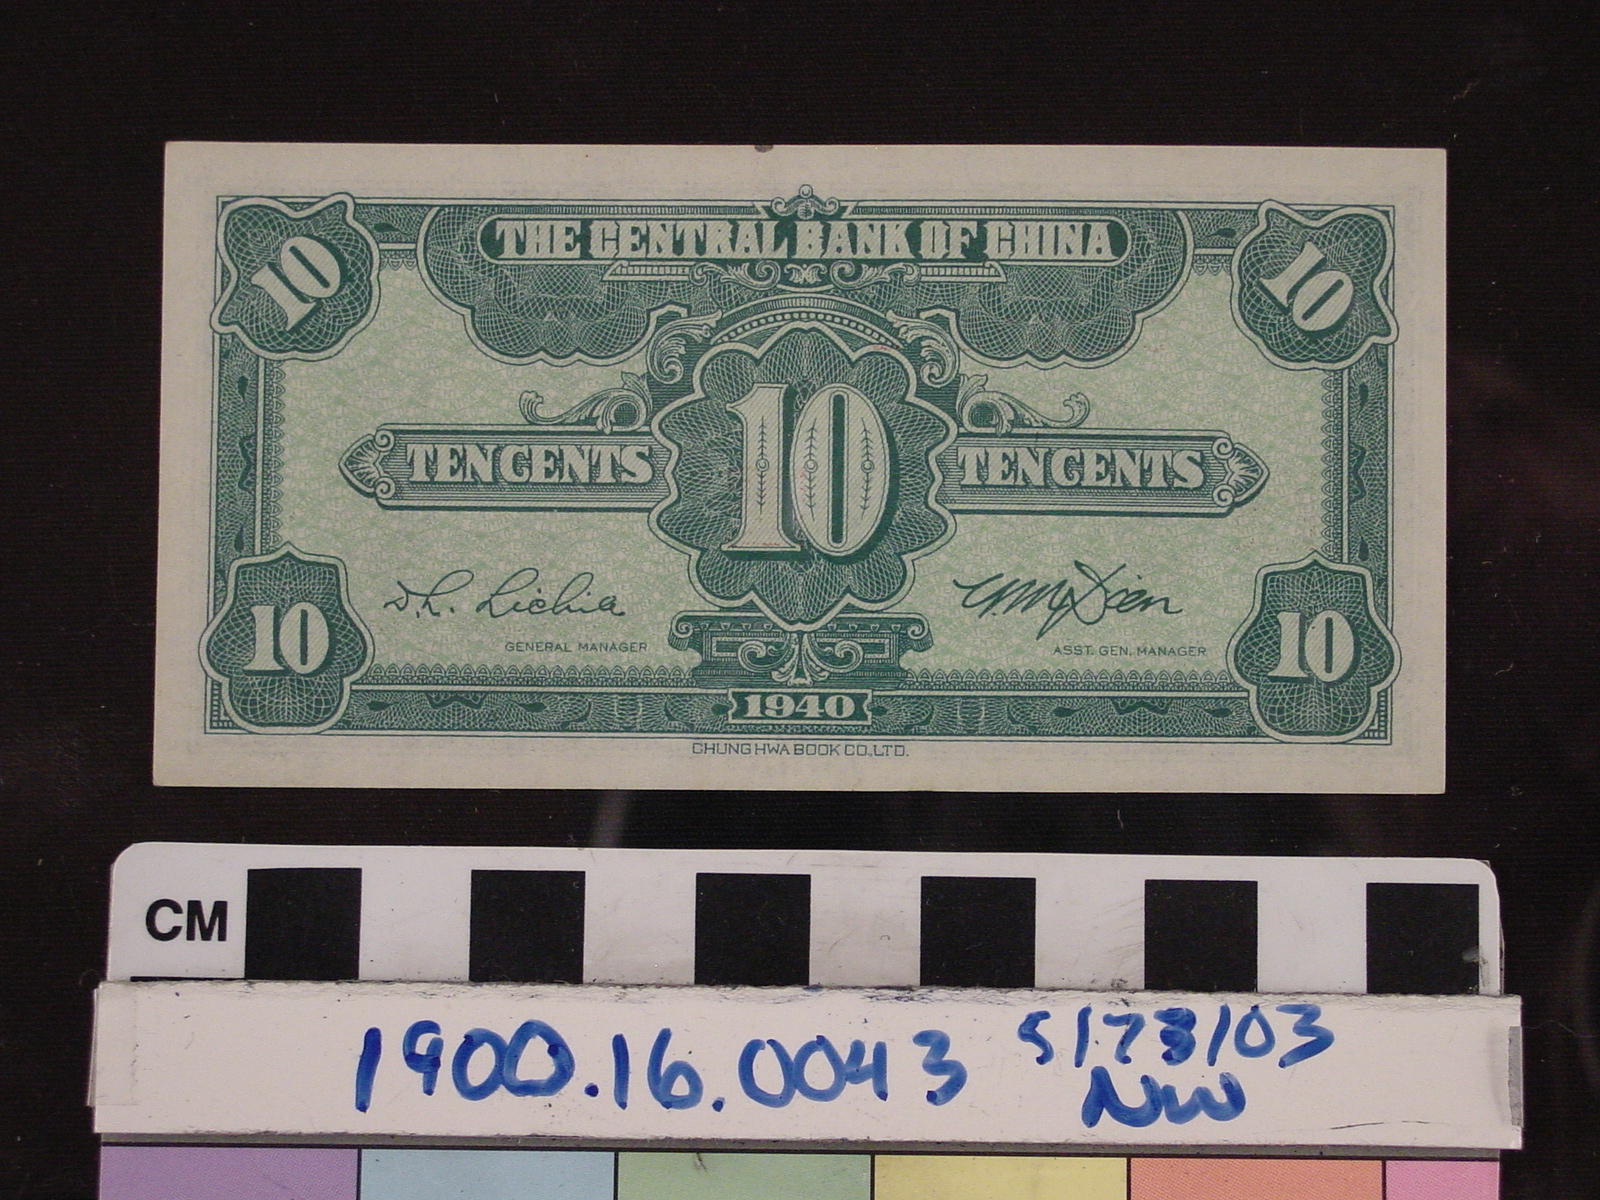 10 THE CENTRAL BANK OF CHINA 10
TEN CENTS 10 TEN CENTS
GENERAL MANAGER ASST. GEN. MANAGER
10 1940 10
CHUNG HWA BOOK CO., LTD.
CM
1900.16.0043 5/23/03
NW